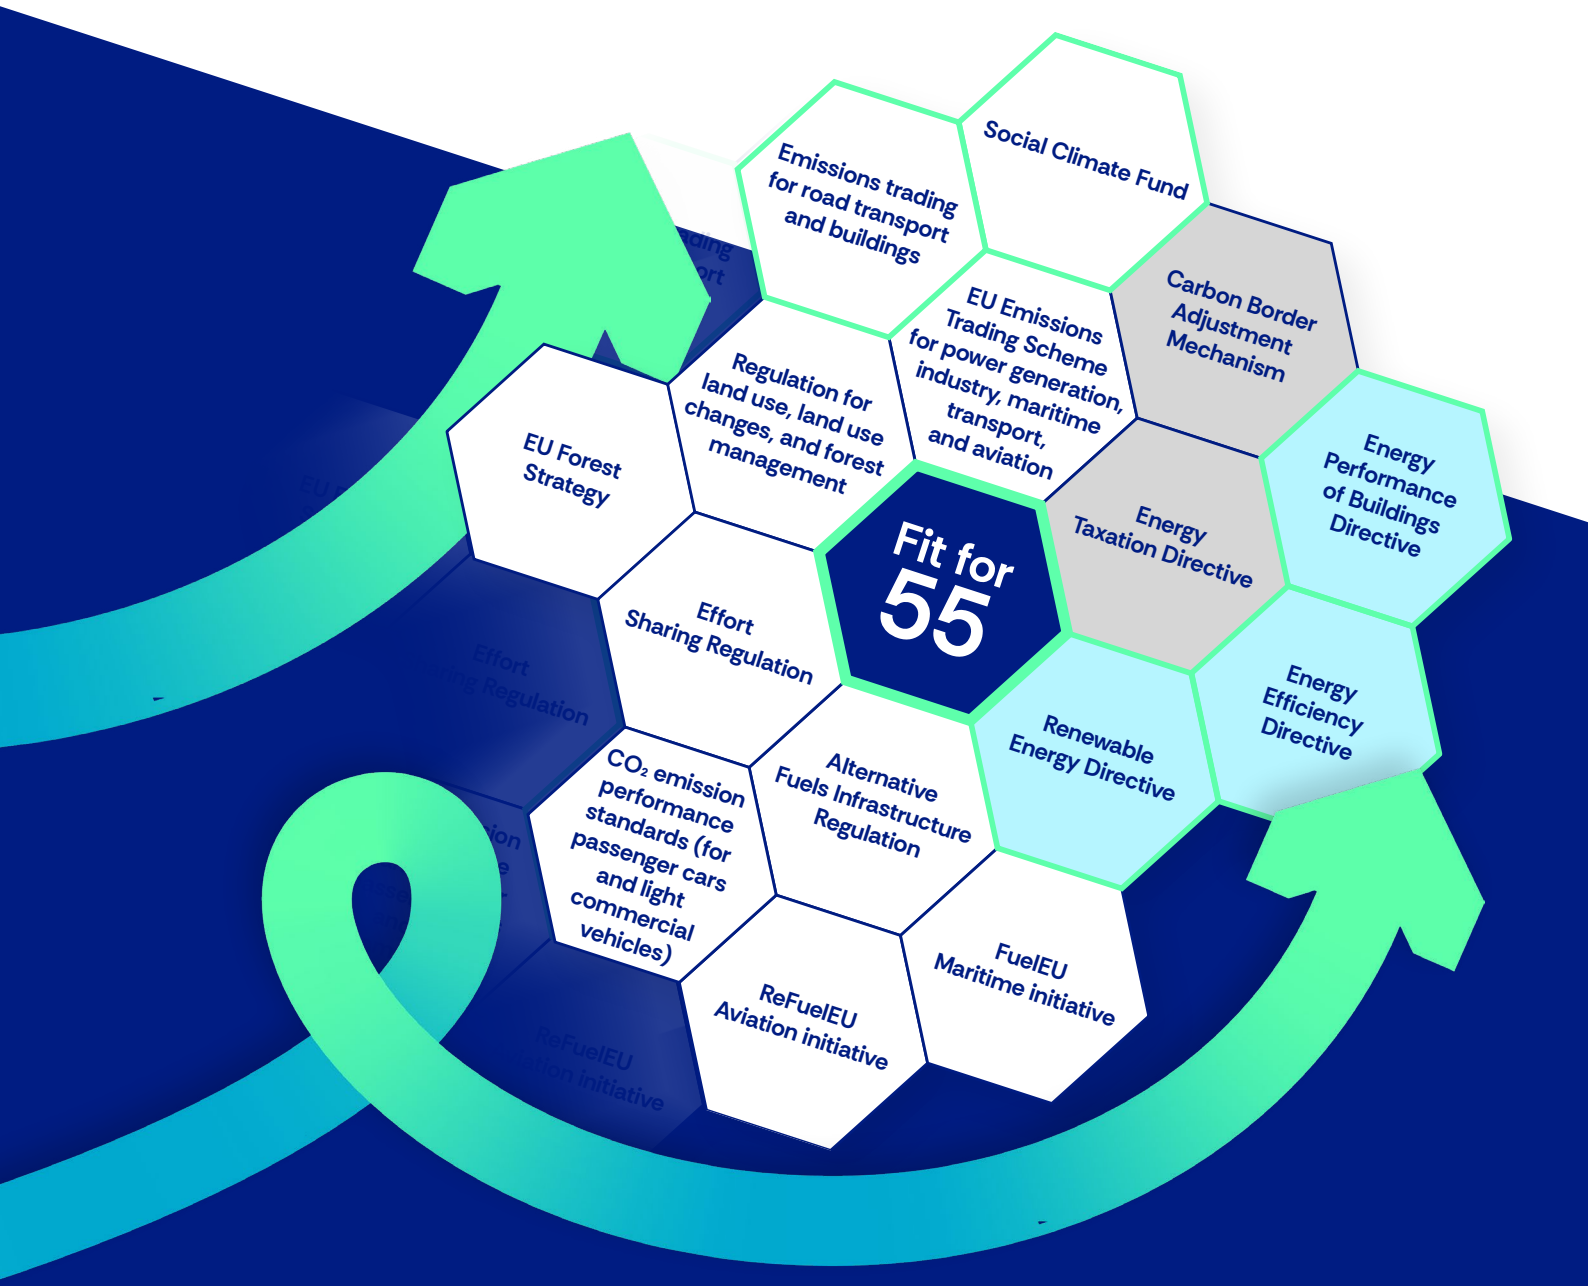 Social Climate Fund
Emissions trading
for road transport
and buildings
Carbon Border
Adjustment
Mechanism
EU Emissions
Trading Scheme
for power generation,
industry, maritime
transport,
and aviation
Regulation for
land use, land use
changes, and forest
management
EU Forest
Strategy
Energy
Performance
of Buildings
Directive
Energy
Taxation Directive
Fit for
55
Effort
Sharing Regulation
Energy
Efficiency
Directive
Renewable
Energy Directive
Alternative
Fuels Infrastructure
Regulation
CO₂ emission
performance
standards (for
passenger cars
and light
commercial
vehicles)
FuelEU
Maritime initiative
ReFuelEU
Aviation initiative
Effort
Regulation
ReFuelEU
initiative